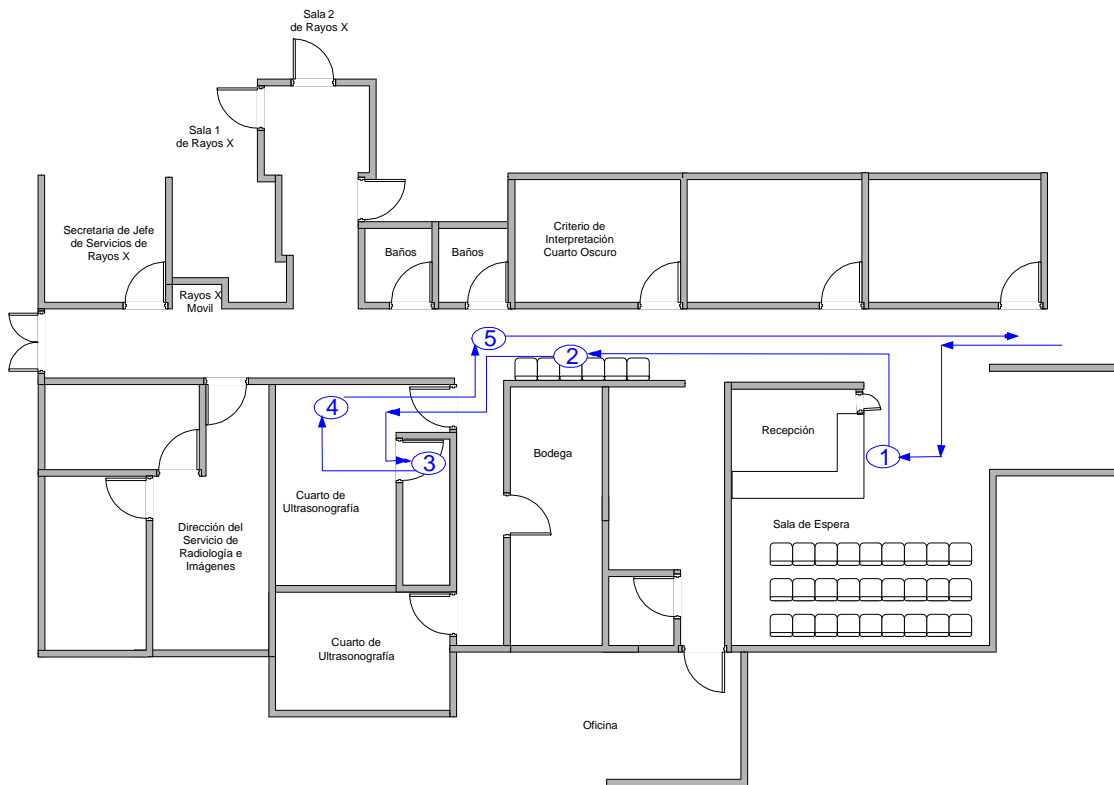 Sala 2
de Rayos X
Sala 1
de Rayos X
Secretaria de Jefe
de Servicios de
Rayos X
Baños
Baños
Criterio de
Interpretación
Cuarto Oscuro
Rayos X
Movil
5
2
4
3
1
Recepción
Bodega
Cuarto de
Ultrasonografía
Sala de Espera
Dirección del
Servicio de
Radiología e
Imágenes
Cuarto de
Ultrasonografía
Oficina